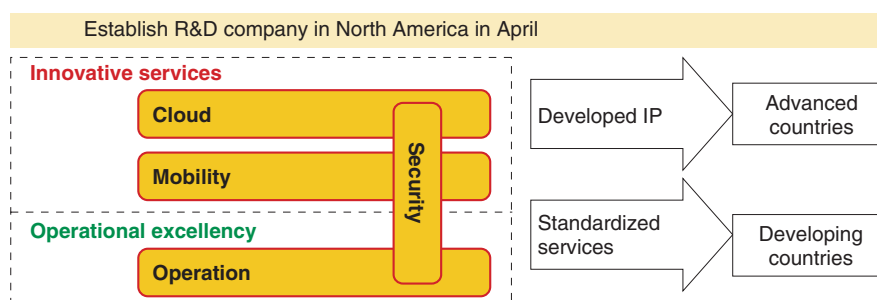 Establish R&D company in North America in April
Innovative services
Cloud
Mobility
Security
Operational excellency
Operation
Developed IP
Advanced
countries
Standardized
services
Developing
countries